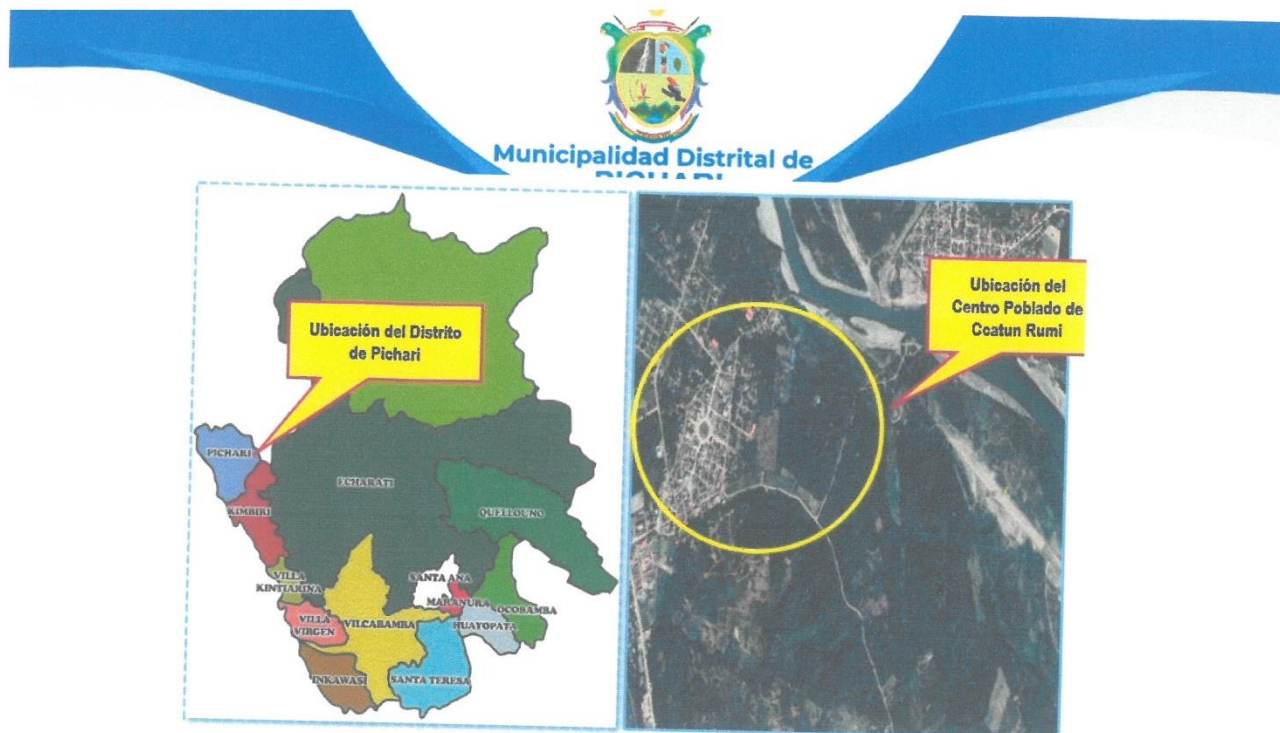 Municipalidad Distrital de
PICHARI
Ubicación del Distrito
de Pichari
PICHARI
KIMBIRI
ECHARATI
QUELLOUNO
VILLA
KINTIARINA
SANTA ANA
MARANURA
OCOBAMBA
VILLA
VIRGEN
VILCABAMBA
HUAYOPATA
INKAWASI
SANTA TERESA
Ubicación del
Centro Poblado de
Ccatun Rumi